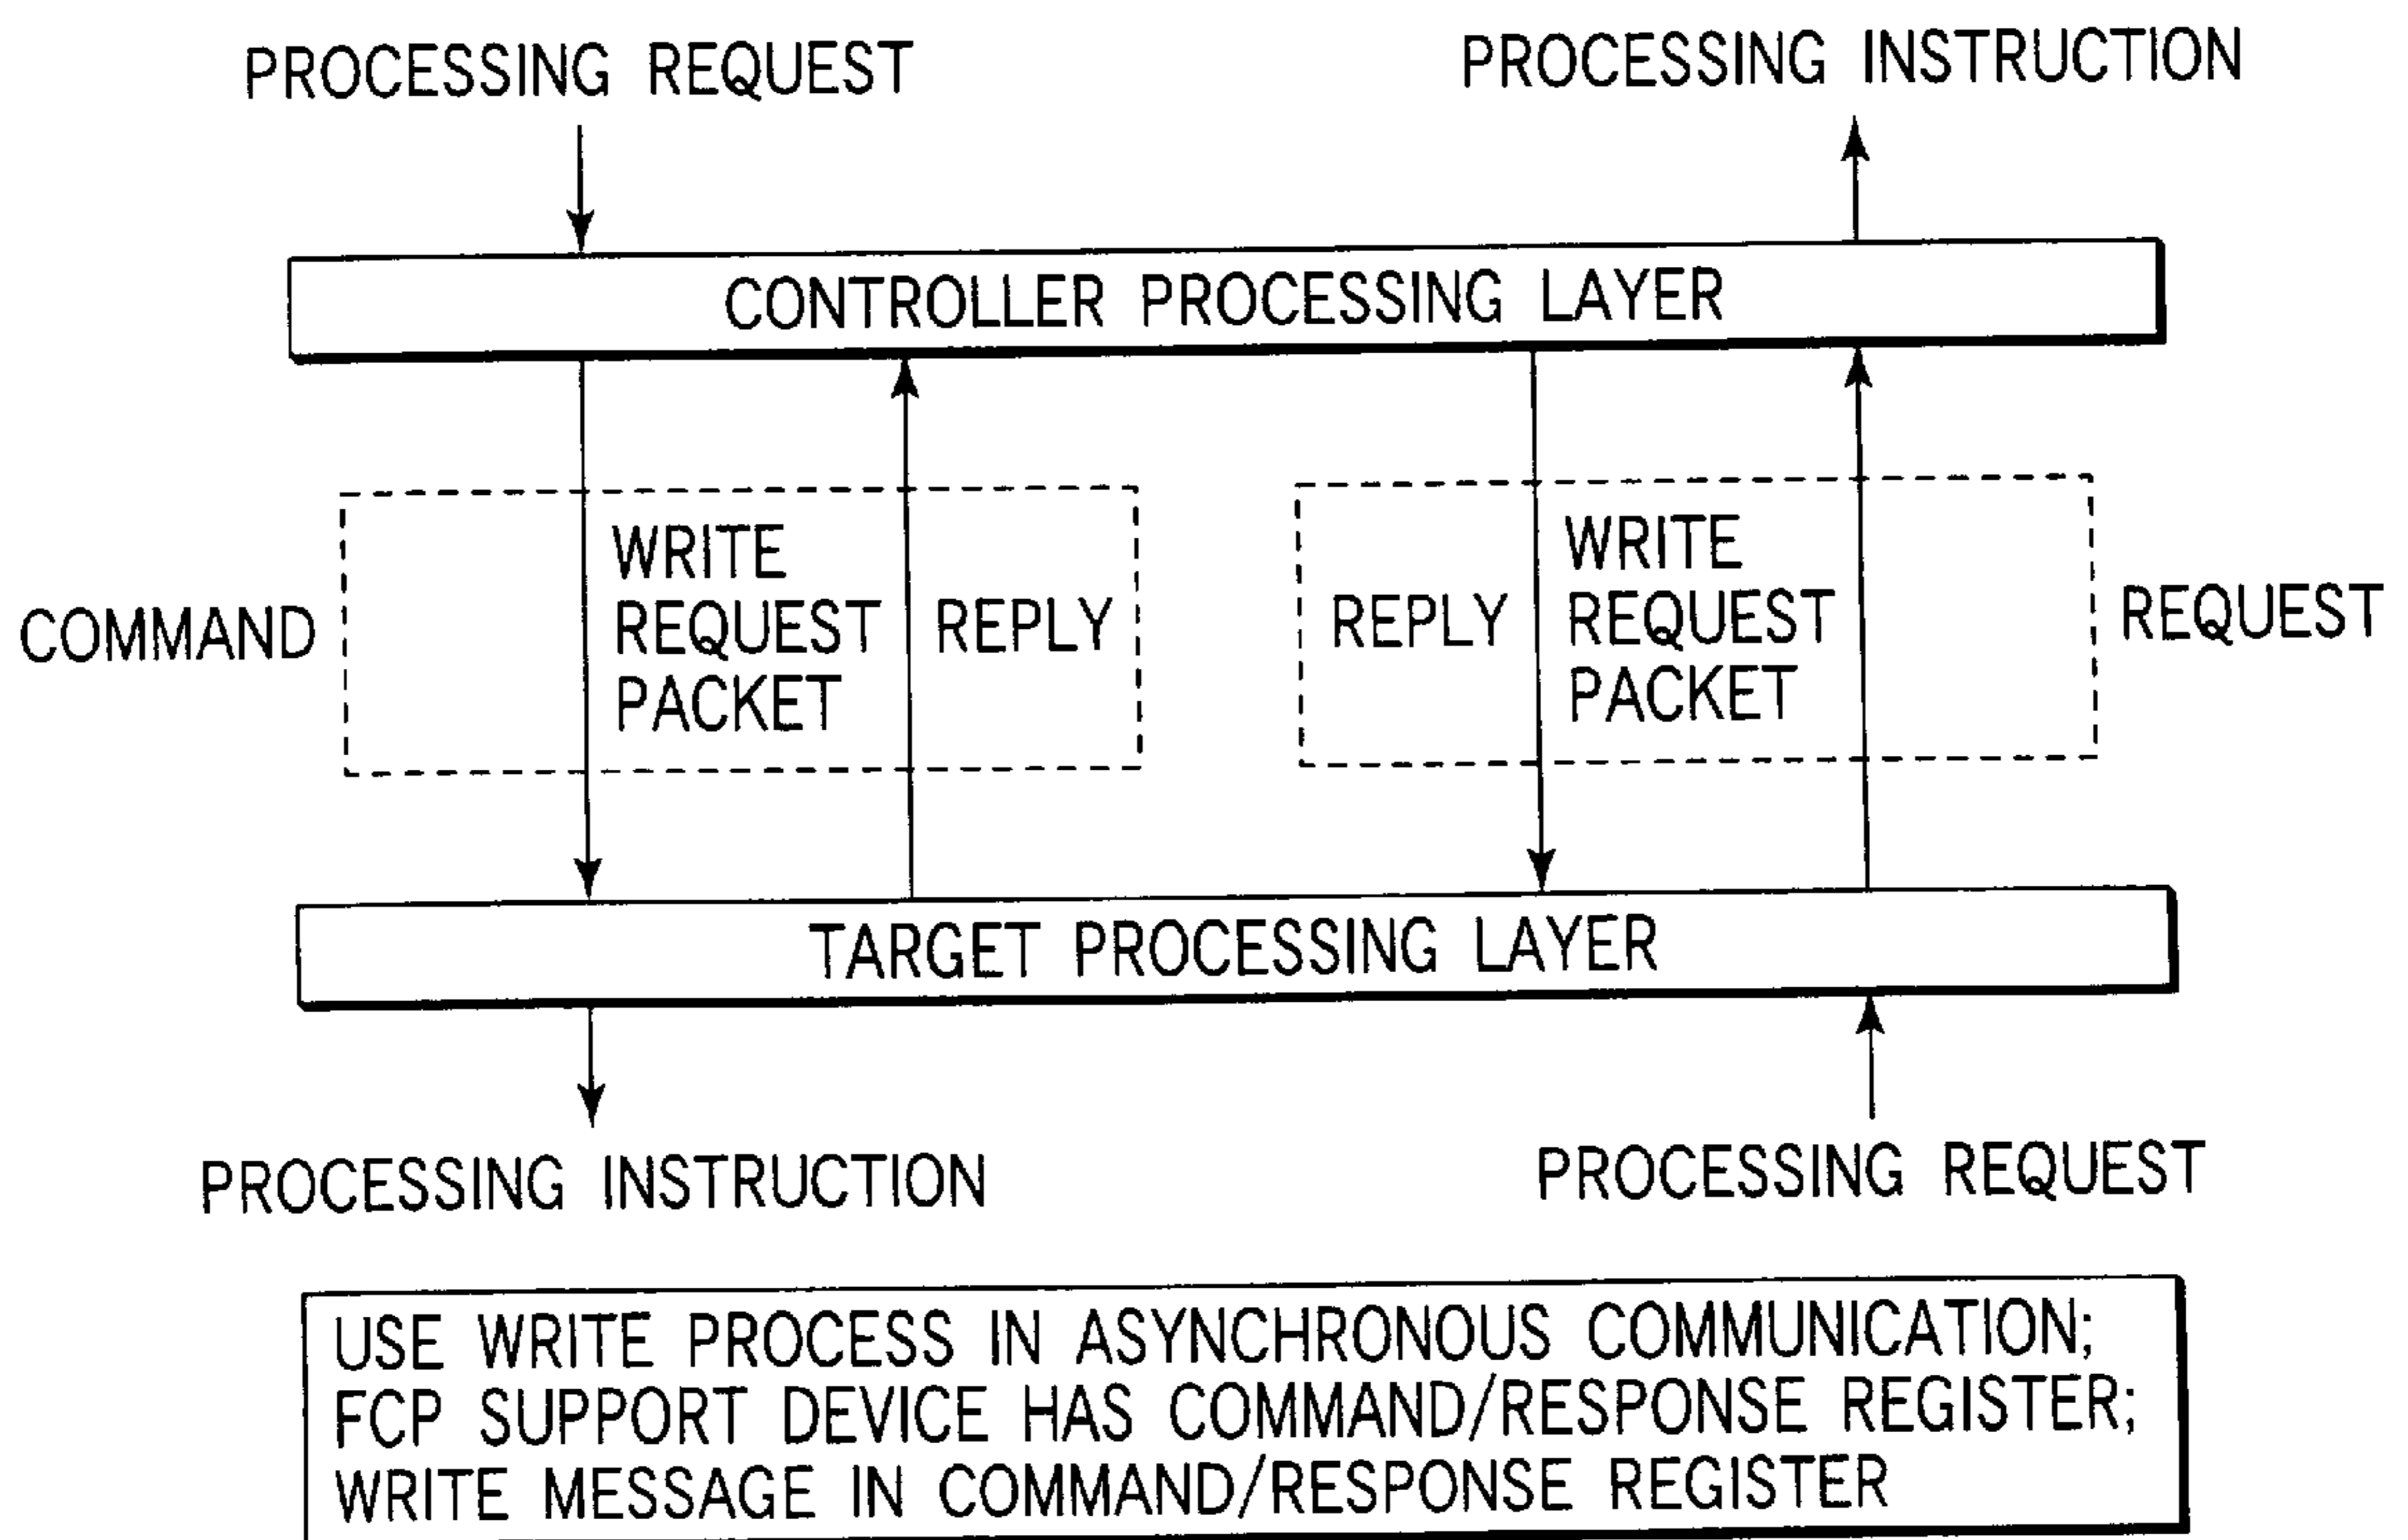 PROCESSING REQUEST
PROCESSING INSTRUCTION
CONTROLLER PROCESSING LAYER
COMMAND
WRITE
REQUEST
PACKET
REPLY
REPLY
WRITE
REQUEST
PACKET
REQUEST
TARGET PROCESSING LAYER
PROCESSING INSTRUCTION
PROCESSING REQUEST
USE WRITE PROCESS IN ASYNCHRONOUS COMMUNICATION;
FCP SUPPORT DEVICE HAS COMMAND/RESPONSE REGISTER;
WRITE MESSAGE IN COMMAND/RESPONSE REGISTER